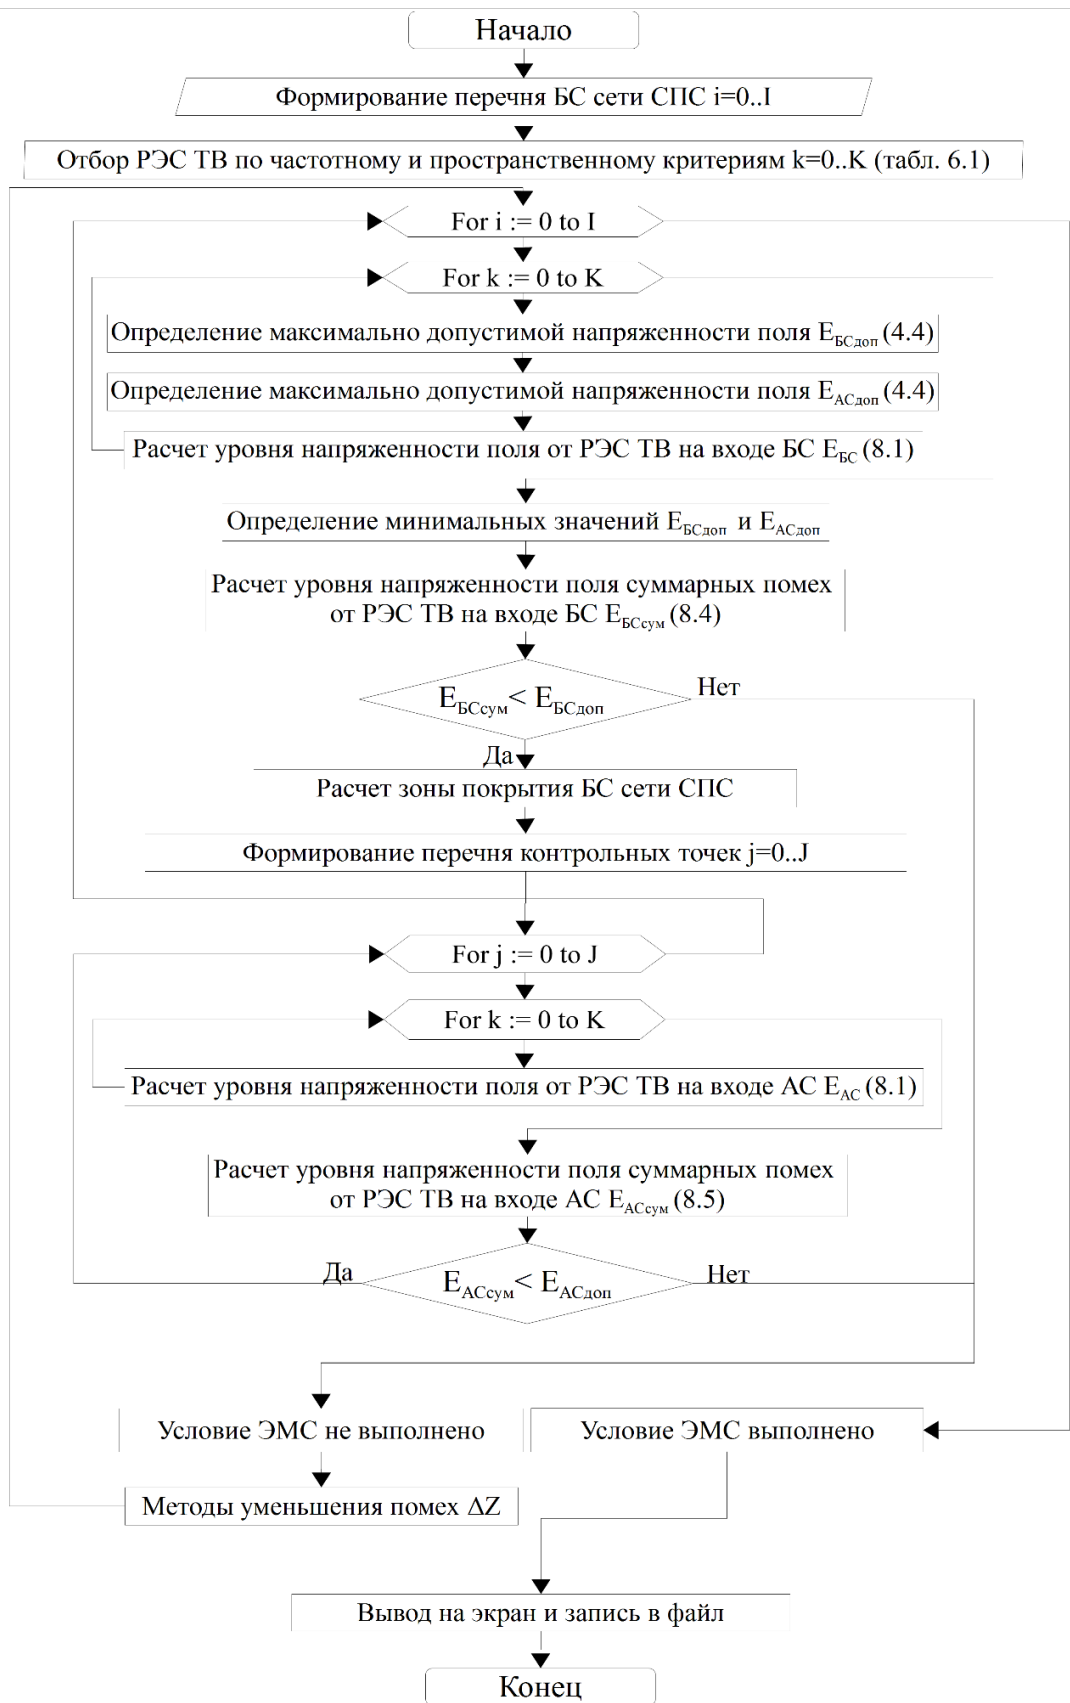 Начало
Формирование перечня БС сети СПС i=0..I
Отбор РЭС ТВ по частотному и пространственному критериям k=0..K (табл. 6.1)
For i := 0 to I
For k := 0 to K
Определение максимально допустимой напряженности поля EБСдоп (4.4)
Определение максимально допустимой напряженности поля EАСдоп (4.4)
Расчет уровня напряженности поля от РЭС ТВ на входе БС EБС (8.1)
Определение минимальных значений EБСдоп и EАСдоп
Расчет уровня напряженности поля суммарных помех
от РЭС ТВ на входе БС EБСсум (8.4)
EБСсум < EБСдоп
Нет
Да
Расчет зоны покрытия БС сети СПС
Формирование перечня контрольных точек j=0..J
For j := 0 to J
For k := 0 to K
Расчет уровня напряженности поля от РЭС ТВ на входе АС EАС (8.1)
Расчет уровня напряженности поля суммарных помех
от РЭС ТВ на входе АС EАСсум (8.5)
Да
EАСсум < EАСдоп
Нет
Условие ЭМС не выполнено
Условие ЭМС выполнено
Методы уменьшения помех ΔZ
Вывод на экран и запись в файл
Конец